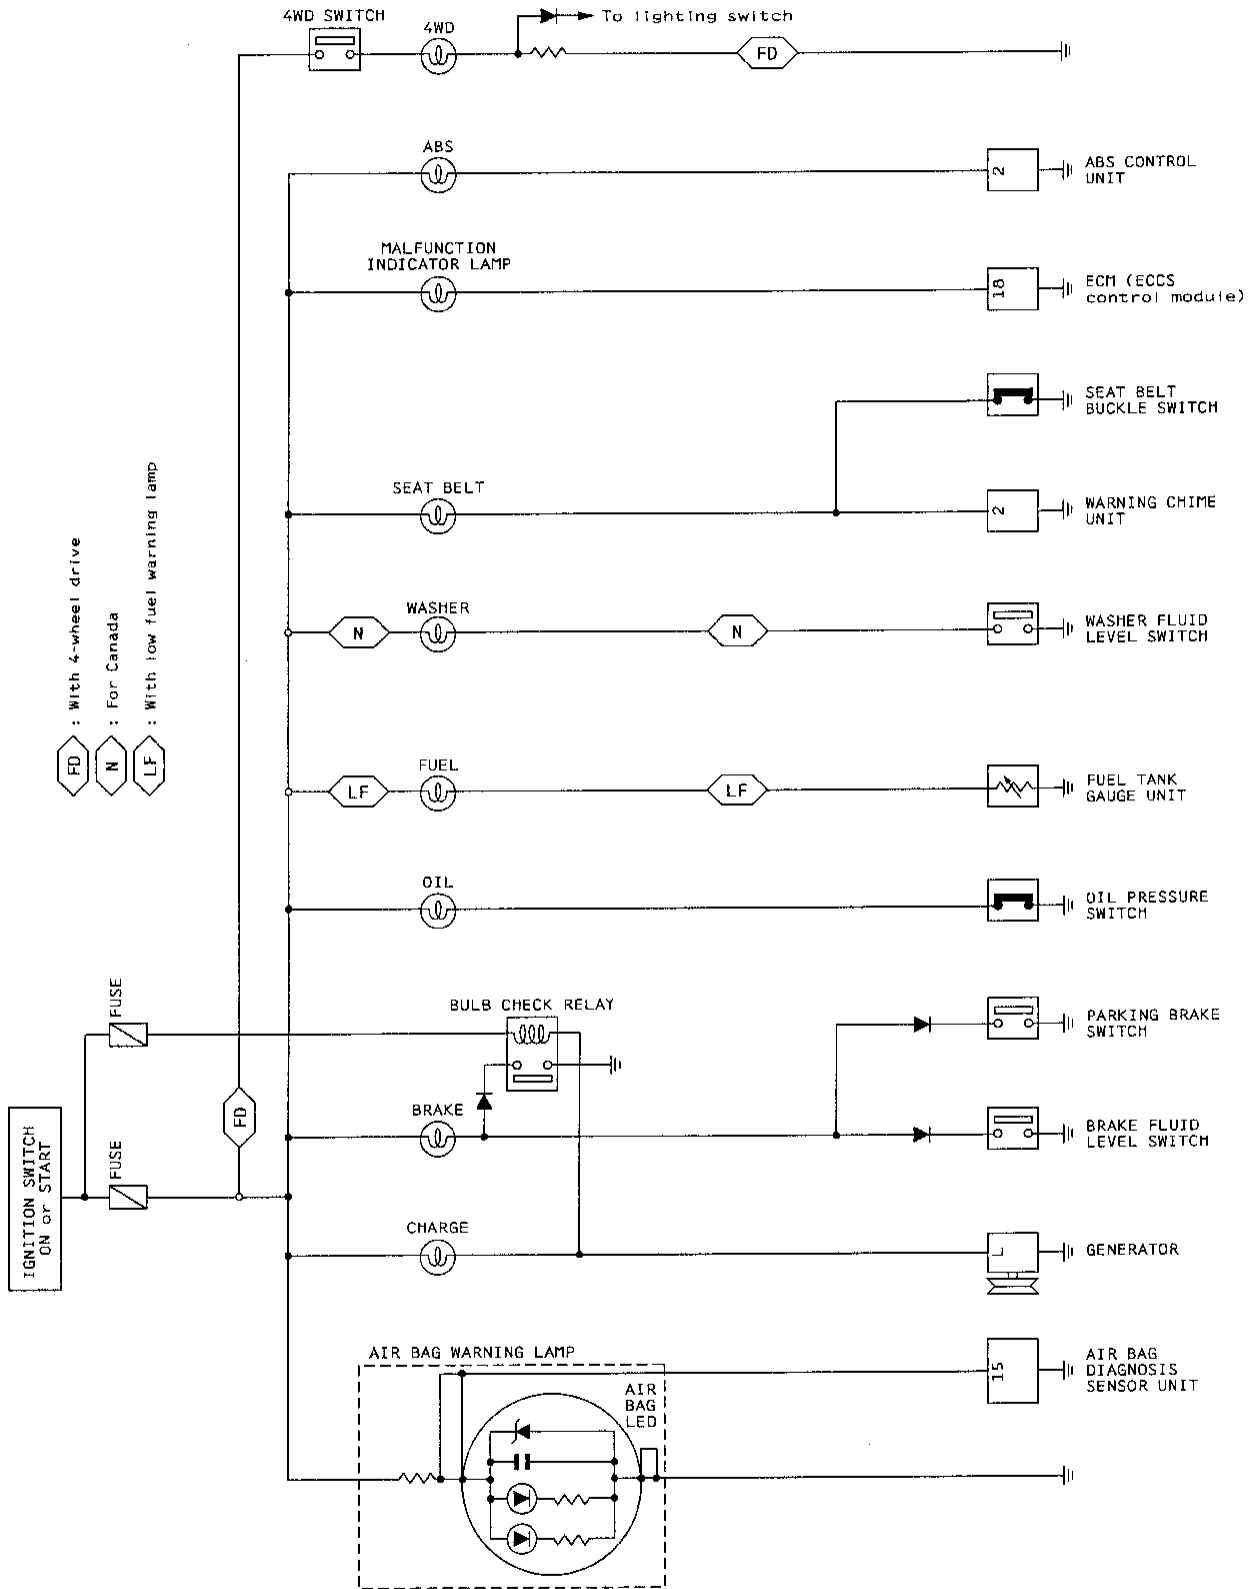 4WD SWITCH
4WD
To lighting switch
FD
ABS
2
ABS CONTROL
UNIT
MALFUNCTION
INDICATOR LAMP
18
ECM (ECCS
control module)
SEAT BELT
BUCKLE SWITCH
SEAT BELT
2
WARNING CHIME
UNIT
WASHER
N
N
WASHER FLUID
LEVEL SWITCH
FD : With 4-wheel drive
N : For Canada
LF : With low fuel warning lamp
FUEL
LF
LF
FUEL TANK
GAUGE UNIT
OIL
OIL PRESSURE
SWITCH
FUSE
BULB CHECK RELAY
PARKING BRAKE
SWITCH
FD
BRAKE
BRAKE FLUID
LEVEL SWITCH
IGNITION SWITCH
ON or START
FUSE
CHARGE
L
GENERATOR
AIR BAG WARNING LAMP
AIR
BAG
LED
15
AIR BAG
DIAGNOSIS
SENSOR UNIT